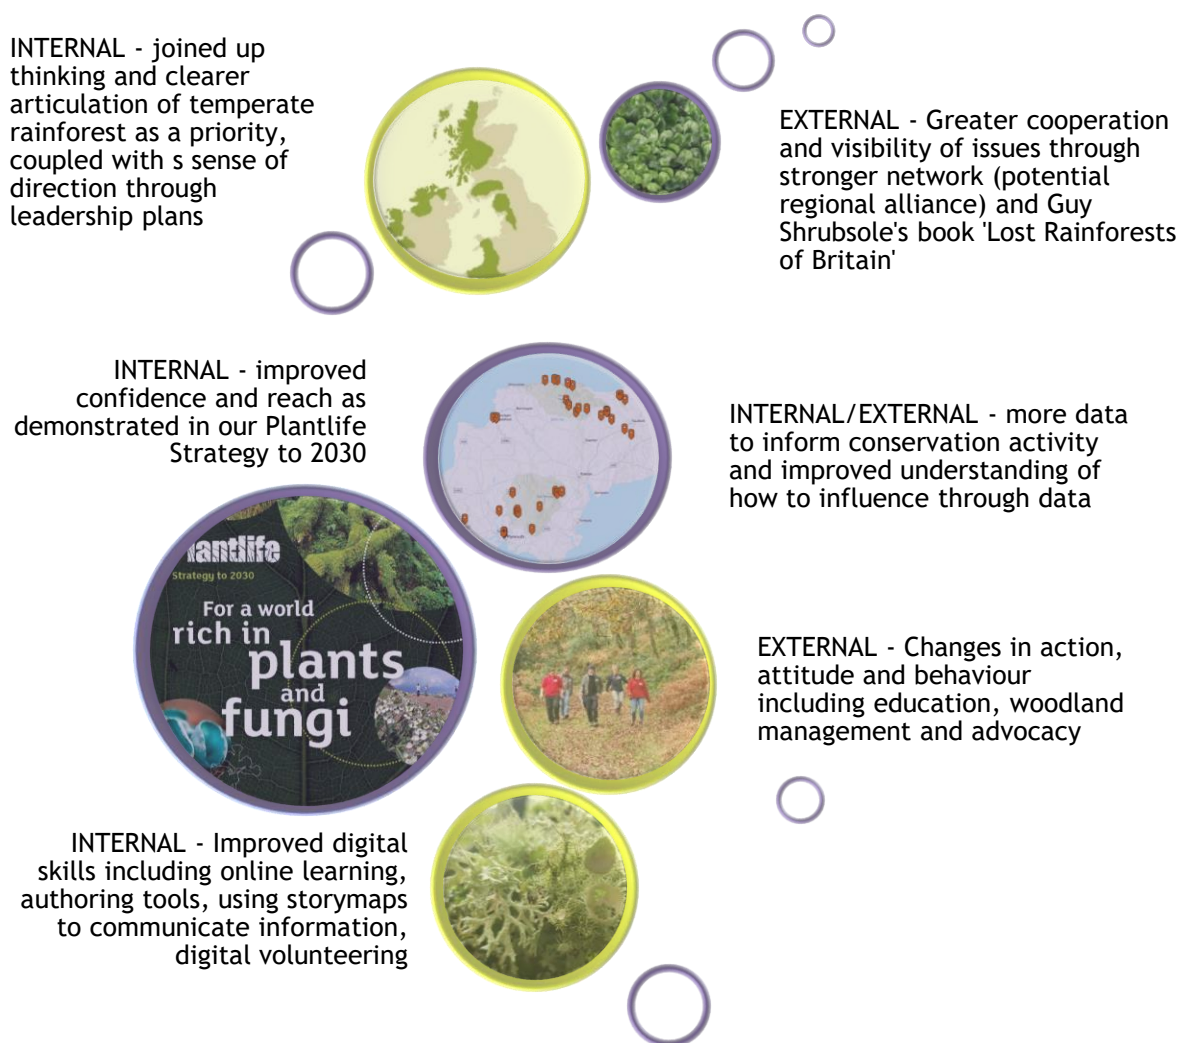 INTERNAL - joined up
thinking and clearer
articulation of temperate
rainforest as a priority,
coupled with s sense of
direction through
leadership plans
EXTERNAL - Greater cooperation
and visibility of issues through
stronger network (potential
regional alliance) and Guy
Shrubsole's book 'Lost Rainforests
of Britain'
INTERNAL - improved
confidence and reach as
demonstrated in our Plantlife
Strategy to 2030
INTERNAL/EXTERNAL - more data
to inform conservation activity
and improved understanding of
how to influence through data
lantlife
Strategy to 2030
For a world
rich in
plants
and
fungi
EXTERNAL - Changes in action,
attitude and behaviour
including education, woodland
management and advocacy
INTERNAL - Improved digital
skills including online learning,
authoring tools, using storymaps
to communicate information,
digital volunteering